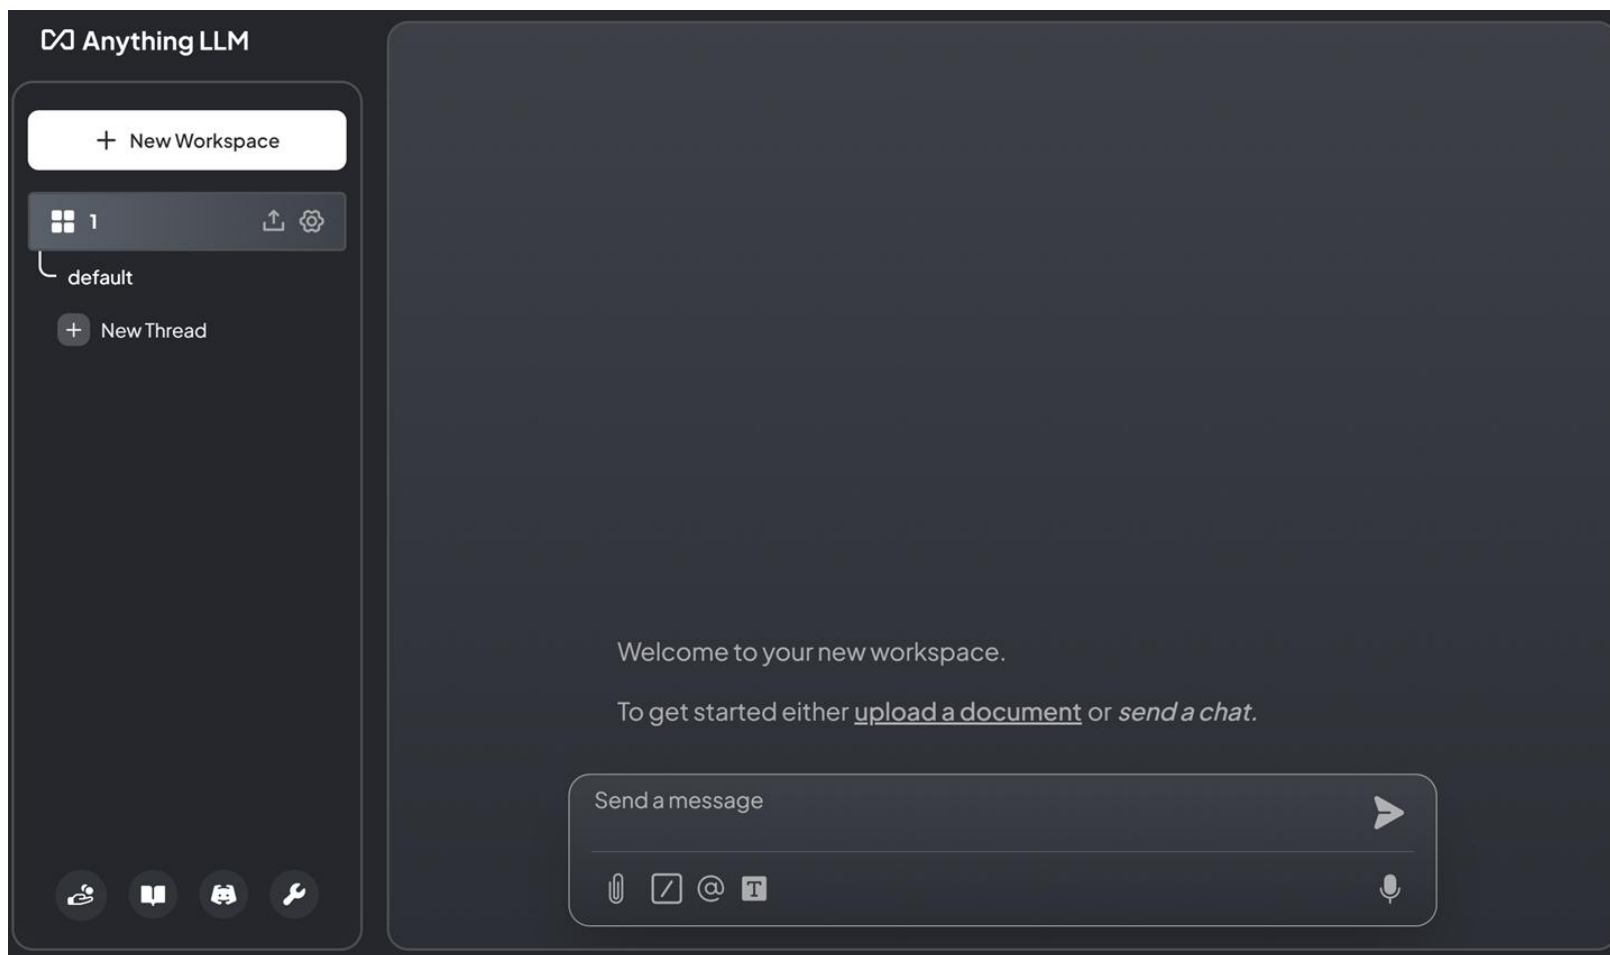 Anything LLM
+ New Workspace
1
default
+ New Thread
Welcome to your new workspace.
To get started either upload a document or send a chat.
Send a message
/ @ T